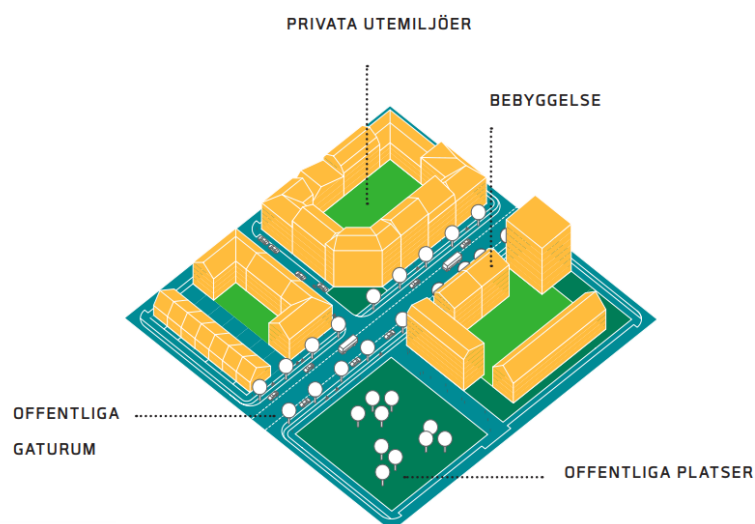 PRIVATA UTEMILJÖER
BEBYGGELSE
OFFENTLIGA
GATURUM
OFFENTLIGA PLATSER